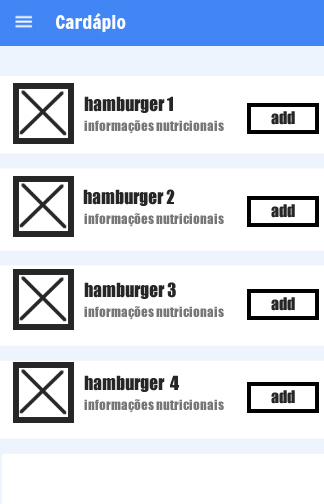 Cardápio
hamburger 1
informações nutricionais
add
hamburger 2
informações nutricionais
add
hamburger 3
informações nutricionais
add
hamburger 4
informações nutricionais
add